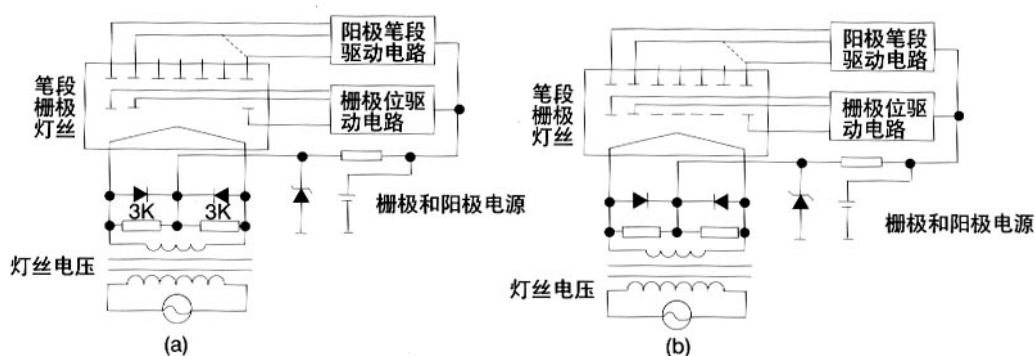 阳极笔段
驱动电路
笔段
栅极
灯丝
栅极位驱
动电路
3K
3K
栅极和阳极电源
灯丝电压
(a)
阳极笔段
驱动电路
笔段
栅极
灯丝
栅极位驱
动电路
栅极和阳极电源
灯丝电压
(b)